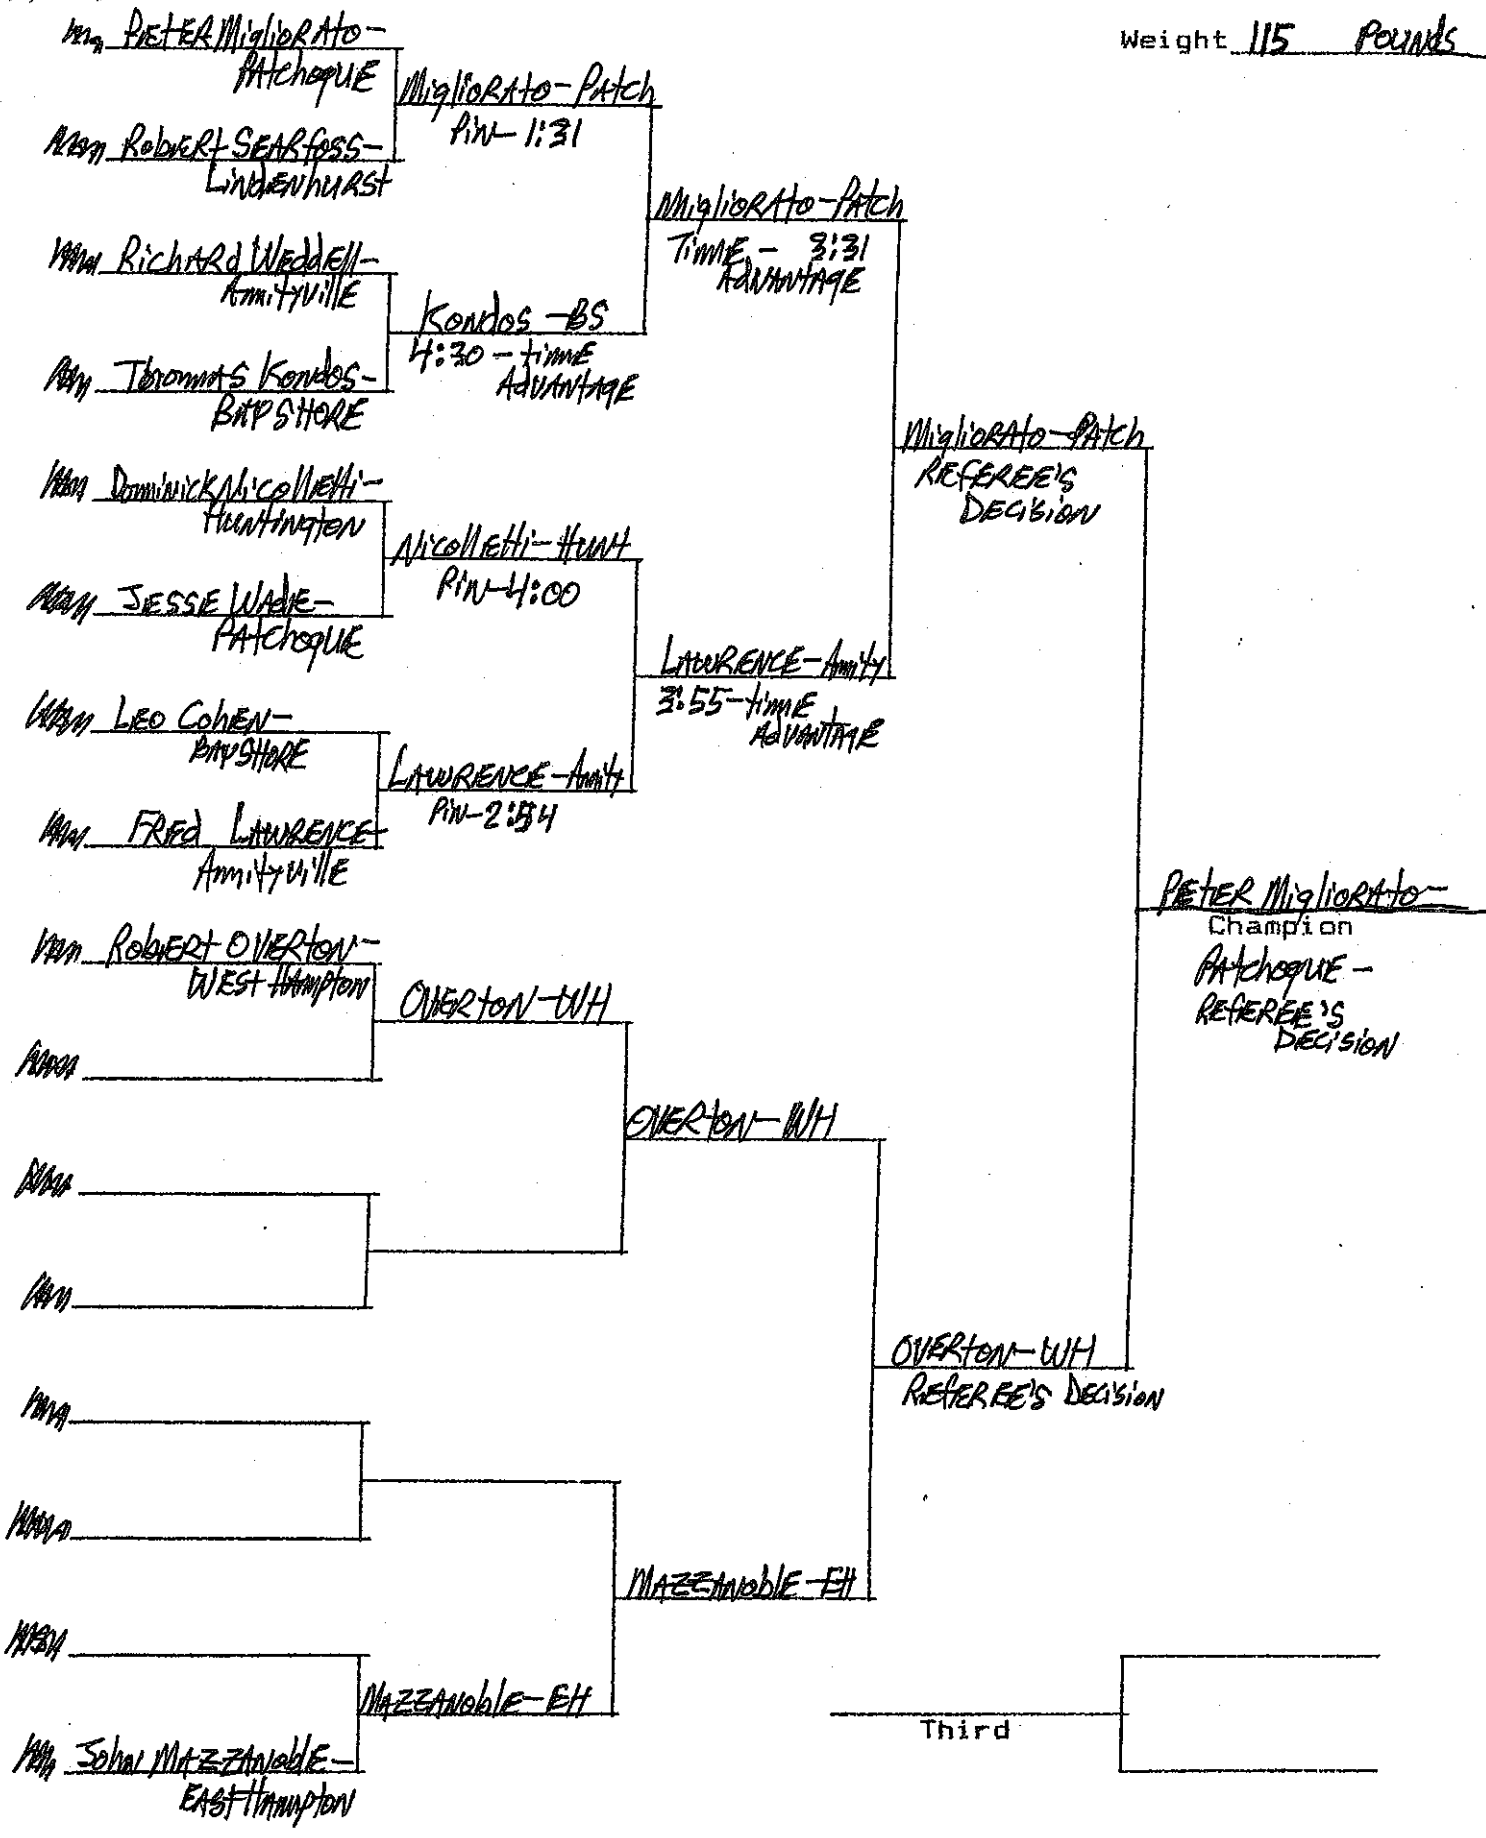 Weight 115 Pounds
Peter Migliorato-
Patchogue
Migliorato-Patch
Pin-1:31
Robert Searfoss-
Lindenhurst
Migliorato-Patch
Time - 3:31
Advantage
Richard Weddell-
Amityville
Kondos-BS
4:30-time
Advantage
Thomas Kondos-
Bay Shore
Migliorato-Patch
Referee's
Decision
Dominick Nicolletti-
Huntington
Nicolletti-Hunt
Pin-4:00
Jesse Wade-
Patchogue
Lawrence-Amity
3:55-time
Advantage
Leo Cohen-
Bay Shore
Lawrence-Amity
Pin-2:54
Fred Lawrence-
Amityville
Peter Migliorato-
Champion
Patchogue-
Referee's
Decision
Robert Overton-
West Hampton
Overton-WH
Overton-WH
Overton-WH
Referee's Decision
Mazzanoble-EH
Mazzanoble-EH
Third
John Mazzanoble-
East Hampton